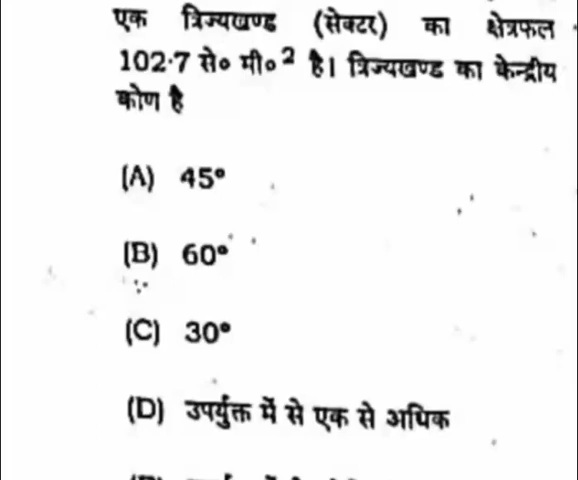 एक त्रिज्यखण्ड (सेक्टर) का क्षेत्रफल
102·7 से० मी०² है। त्रिज्यखण्ड का केन्द्रीय
कोण है
(A) 45°
(B) 60°
(C) 30°
(D) उपर्युक्त में से एक से अधिक